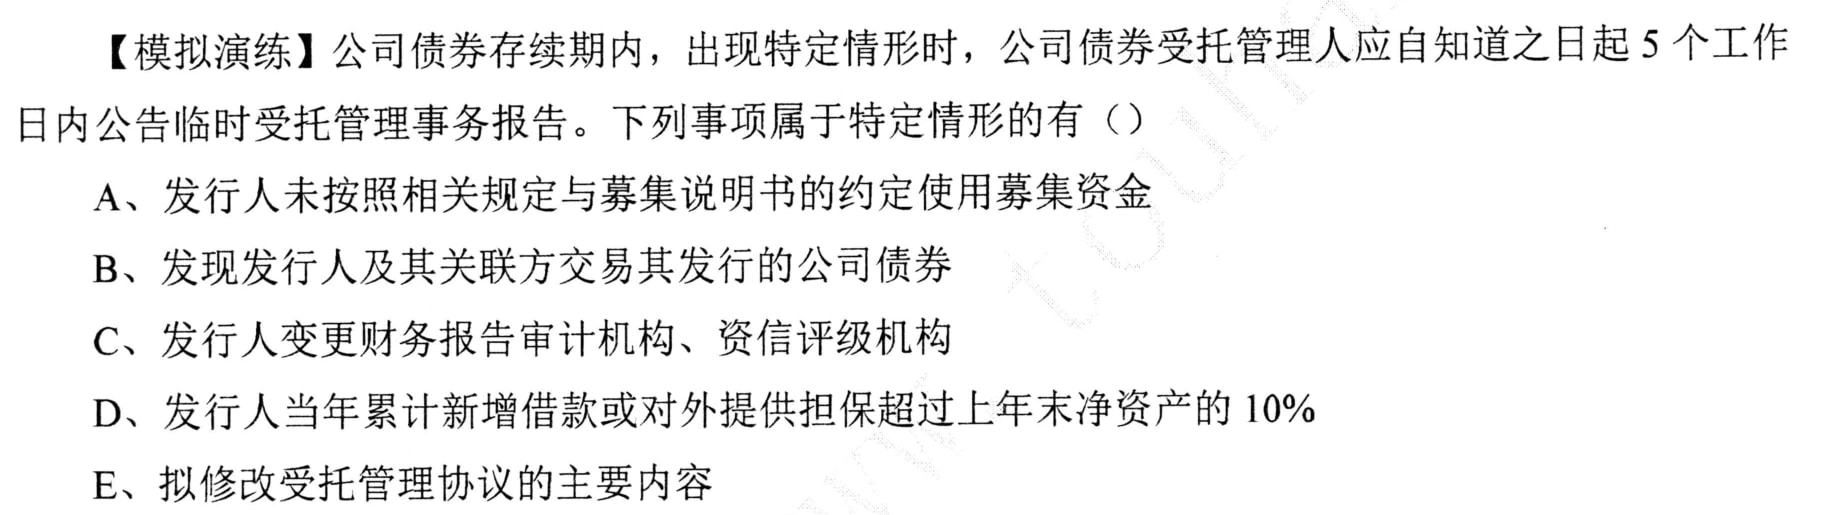 【模拟演练】公司债券存续期内，出现特定情形时，公司债券受托管理人应自知道之日起 5 个工作
日内公告临时受托管理事务报告。下列事项属于特定情形的有（）
A、发行人未按照相关规定与募集说明书的约定使用募集资金
B、发现发行人及其关联方交易其发行的公司债券
C、发行人变更财务报告审计机构、资信评级机构
D、发行人当年累计新增借款或对外提供担保超过上年末净资产的 10%
E、拟修改受托管理协议的主要内容